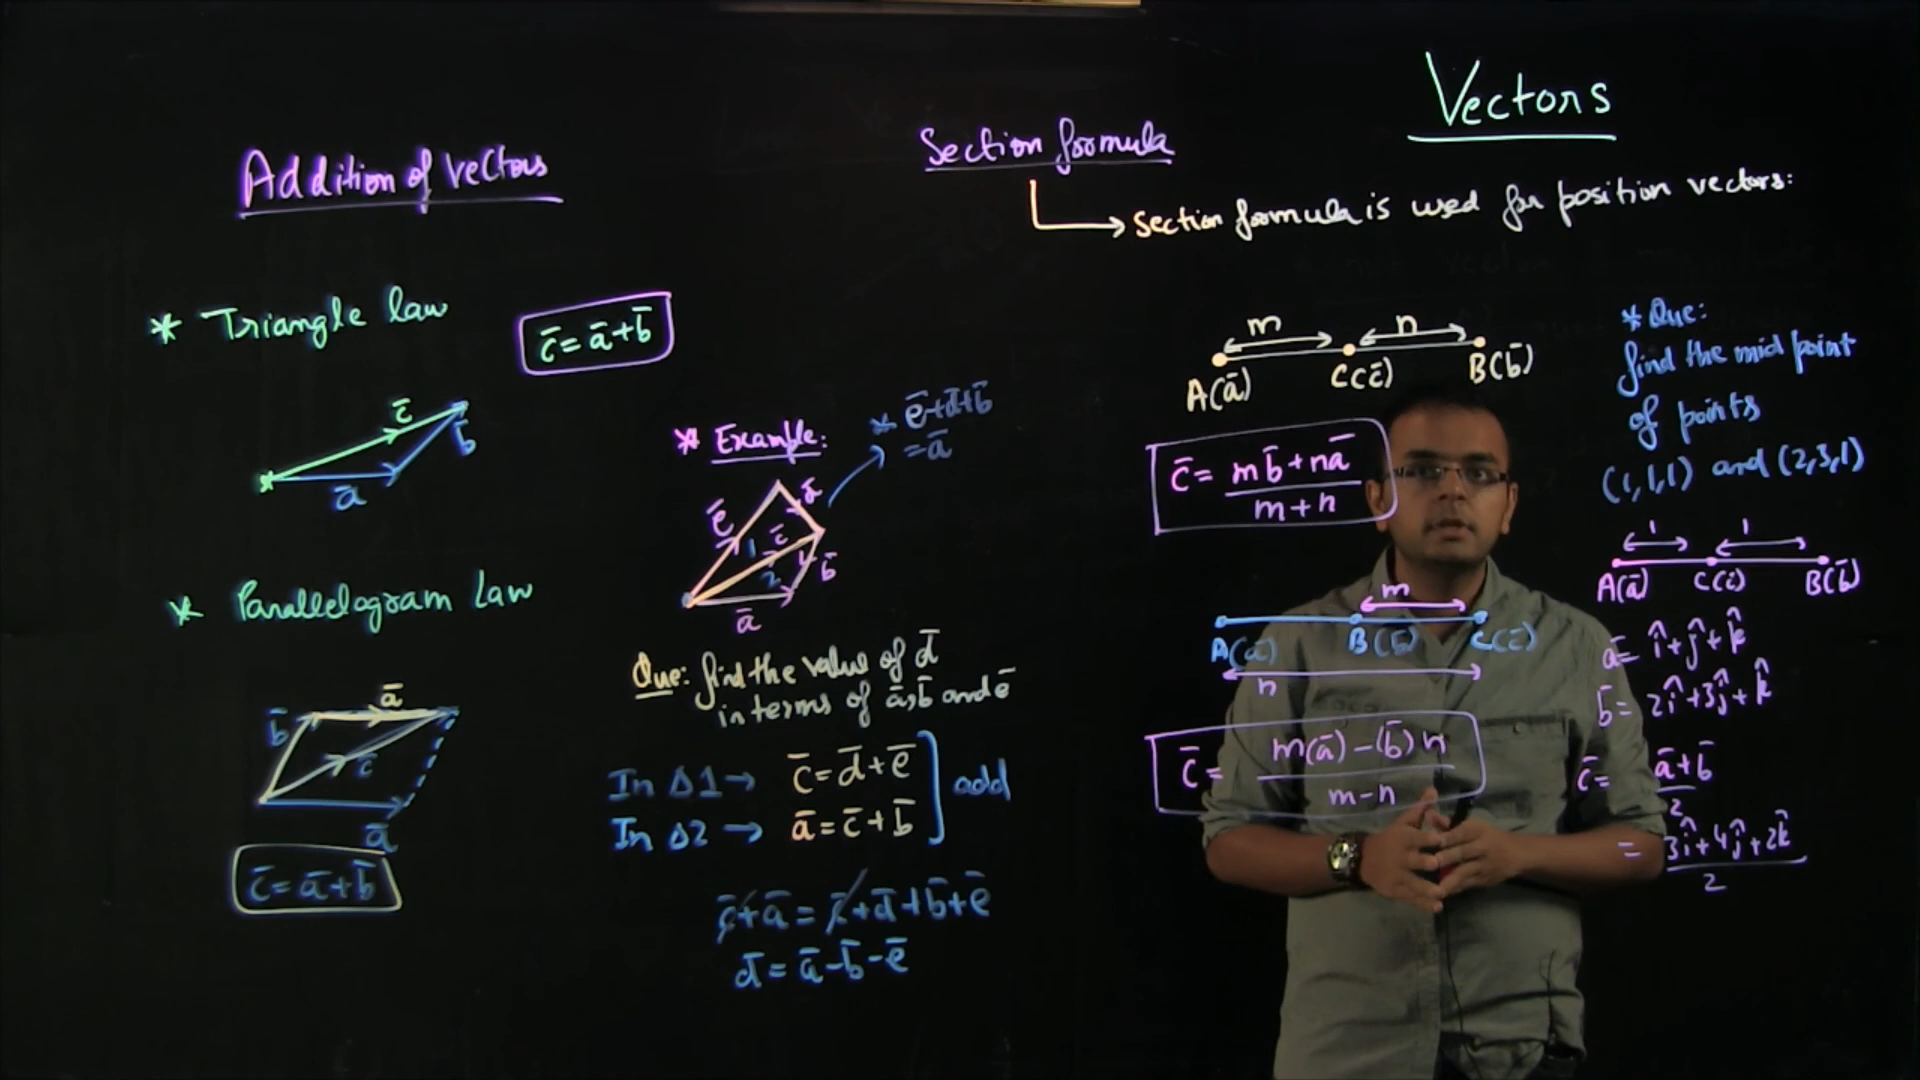 Vectors
Addition of vectors
* Triangle law
c̄ = ā + b̄
c̄
b̄
ā
* Parallelogram Law
ā
b̄
c̄
ā
c̄ = ā + b̄
* Example:
* ē + d̄ + b̄
= ā
ē
d̄
1
c̄
2
b̄
ā
Que: find the value of d̄
in terms of ā, b̄ and ē
In Δ1 → c̄ = d̄ + ē
In Δ2 → ā = c̄ + b̄
add
c̄ + ā = c̄ + d̄ + b̄ + ē
d̄ = ā - b̄ - ē
Section formula
Section formula is used for position vectors:
m n
A(ā) C(c̄) B(b̄)
c̄ = mb̄ + nā
m + n
m
A(ā) B(b̄) C(c̄)
n
c̄ = m(ā) - (b̄) n
m - n
* Que:
find the mid point
of points
(1,1,1) and (2,3,1)
1 1
A(ā) C(c̄) B(b̄)
ā = î + ĵ + k̂
b̄ = 2î + 3ĵ + k̂
c̄ = ā + b̄
2
= 3î + 4ĵ + 2k̂
2